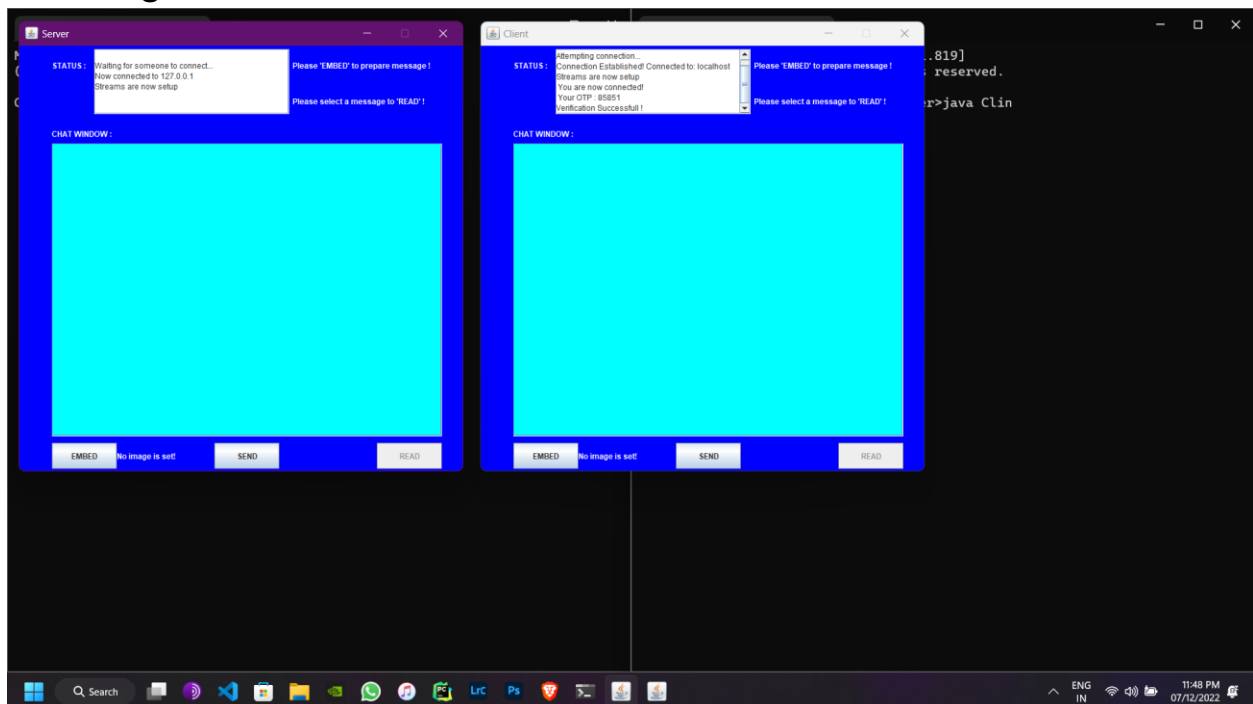 Server
STATUS :
Waiting for someone to connect...
Now connected to 127.0.0.1
Streams are now setup
Please 'EMBED' to prepare message !
Please select a message to 'READ' !
CHAT WINDOW :
EMBED
No image is set!
SEND
READ
Client
STATUS :
Attempting connection...
Connection Established! Connected to: localhost
Streams are now setup
You are now connected!
Your OTP : 85851
Verification Successfull !
Please 'EMBED' to prepare message !
Please select a message to 'READ' !
CHAT WINDOW :
EMBED
No image is set!
SEND
READ
.819]
reserved.
r>java Clin
Search
LrC
Ps
ENG
IN
11:48 PM
07/12/2022